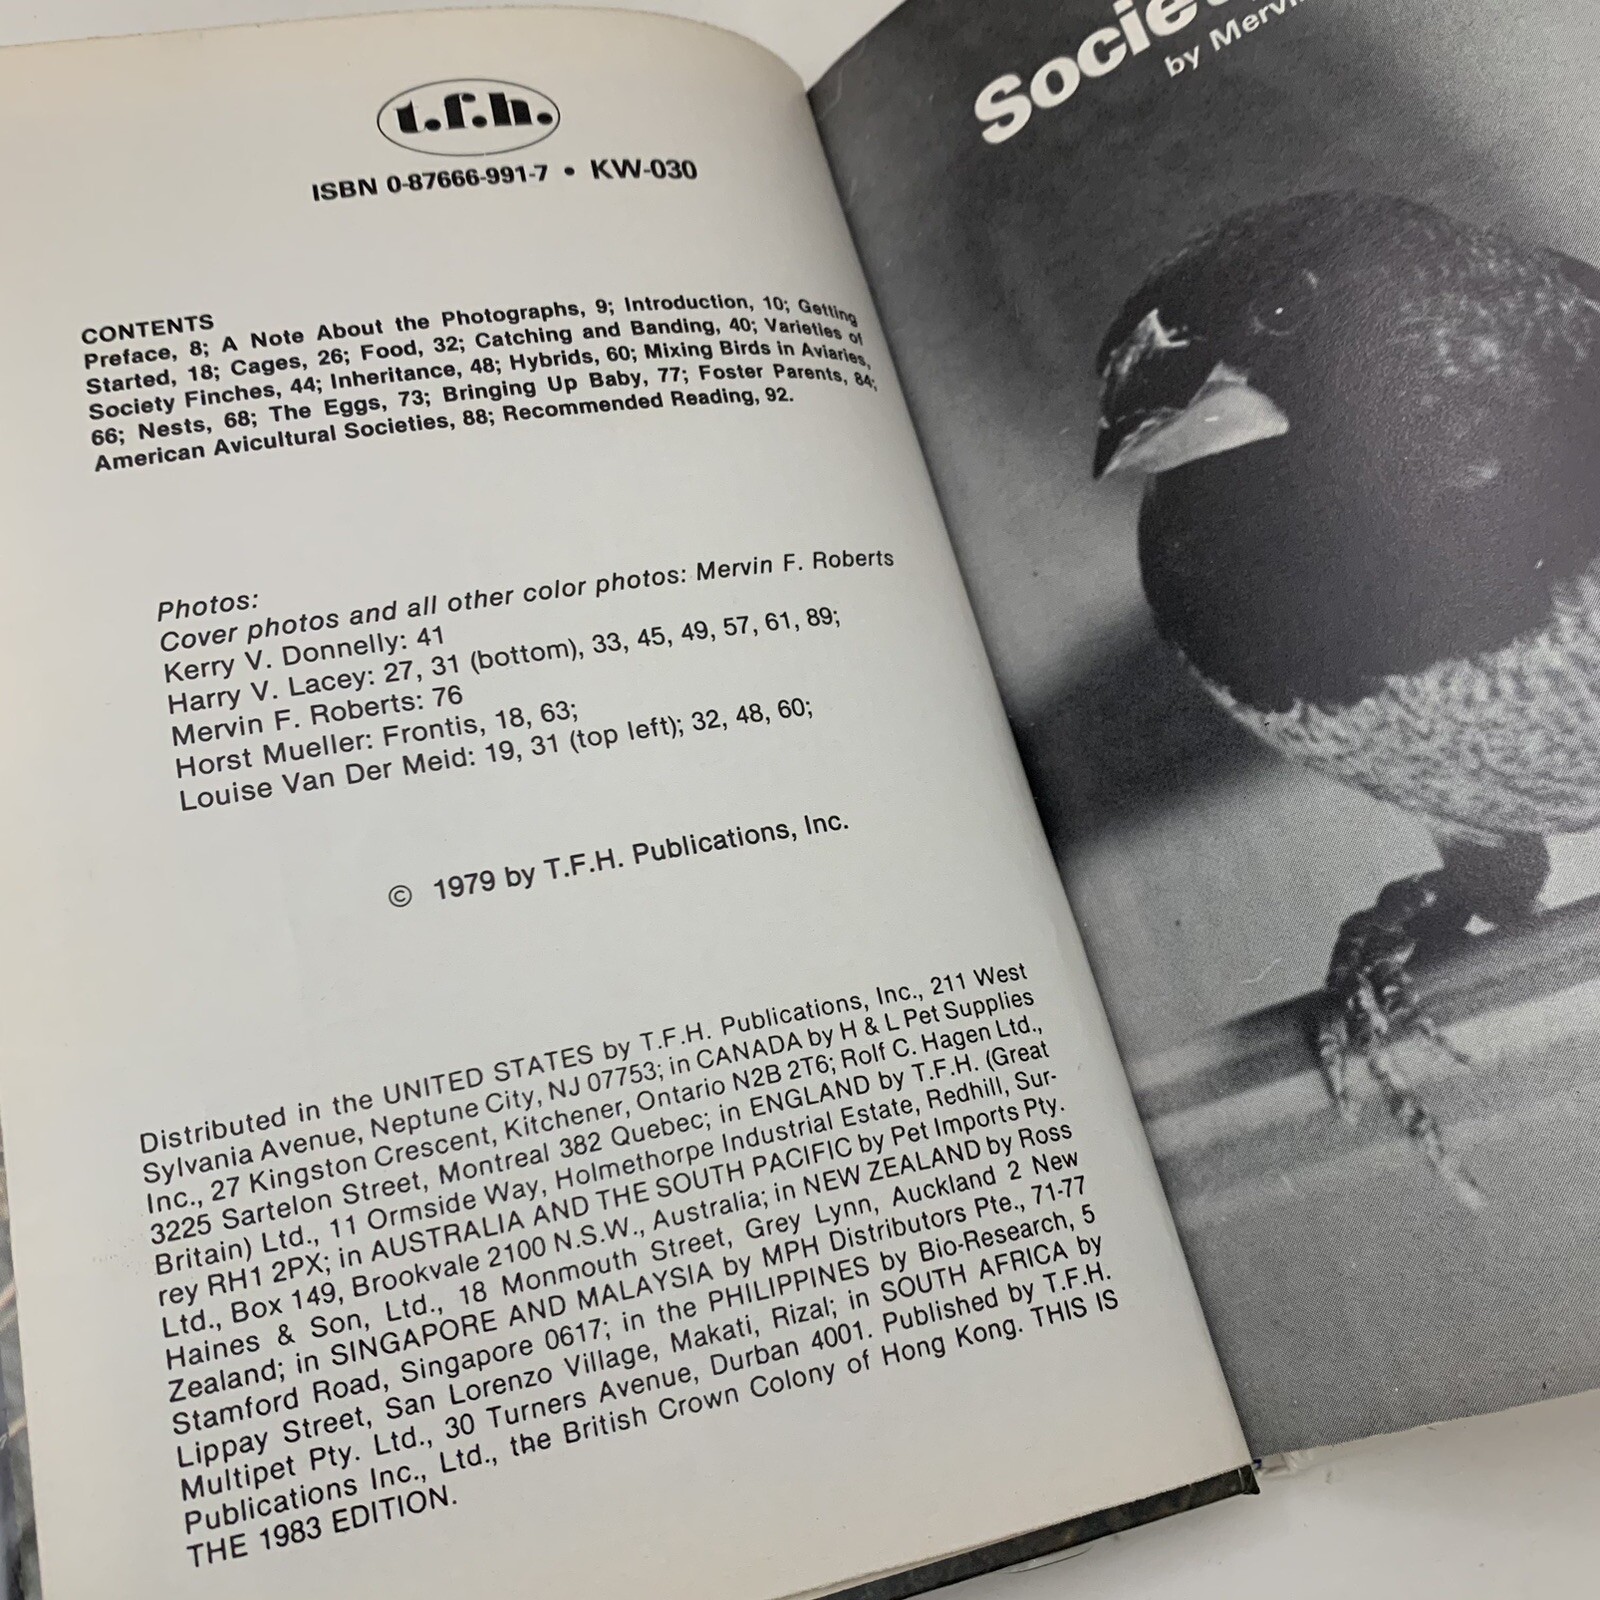 t.f.h.
ISBN 0-87666-991-7 • KW-030
CONTENTS
Preface, 8; A Note About the Photographs, 9; Introduction, 10; Getting
Started, 18; Cages, 26; Food, 32; Catching and Banding, 40; Varieties of
Society Finches, 44; Inheritance, 48; Hybrids, 60; Mixing Birds in Aviaries,
66; Nests, 68; The Eggs, 73; Bringing Up Baby, 77; Foster Parents, 84;
American Avicultural Societies, 88; Recommended Reading, 92.
Photos:
Cover photos and all other color photos: Mervin F. Roberts
Kerry V. Donnelly: 41
Harry V. Lacey: 27, 31 (bottom), 33, 45, 49, 57, 61, 89;
Mervin F. Roberts: 76
Horst Mueller: Frontis, 18, 63;
Louise Van Der Meid: 19, 31 (top left); 32, 48, 60;
© 1979 by T.F.H. Publications, Inc.
Distributed in the UNITED STATES by T.F.H. Publications, Inc., 211 West
Sylvania Avenue, Neptune City, NJ 07753; in CANADA by H & L Pet Supplies
Inc., 27 Kingston Crescent, Kitchener, Ontario N2B 2T6; Rolf C. Hagen Ltd.,
3225 Sartelon Street, Montreal 382 Quebec; in ENGLAND by T.F.H. (Great
Britain) Ltd., 11 Ormside Way, Holmethorpe Industrial Estate, Redhill, Sur-
rey RH1 2PX; in AUSTRALIA AND THE SOUTH PACIFIC by Pet Imports Pty.
Ltd., Box 149, Brookvale 2100 N.S.W., Australia; in NEW ZEALAND by Ross
Haines & Son, Ltd., 18 Monmouth Street, Grey Lynn, Auckland 2 New
Zealand; in SINGAPORE AND MALAYSIA by MPH Distributors Pte., 71-77
Stamford Road, Singapore 0617; in the PHILIPPINES by Bio-Research, 5
Lippay Street, San Lorenzo Village, Makati, Rizal; in SOUTH AFRICA by
Multipet Pty. Ltd., 30 Turners Avenue, Durban 4001. Published by T.F.H.
Publications Inc., Ltd., the British Crown Colony of Hong Kong. THIS IS
THE 1983 EDITION.
by